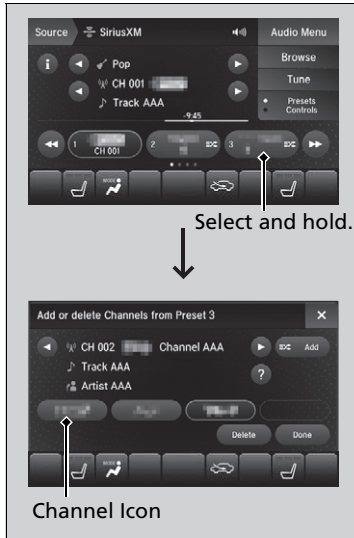 Source SiriusXM Audio Menu
Pop Browse
CH 001 Tune
Track AAA Presets Controls
-9:45
1 CH 001 2 3
Select and hold.
Add or delete Channels from Preset 3 ×
CH 002 Channel AAA Add
Track AAA ?
Artist AAA
Delete Done
Channel Icon